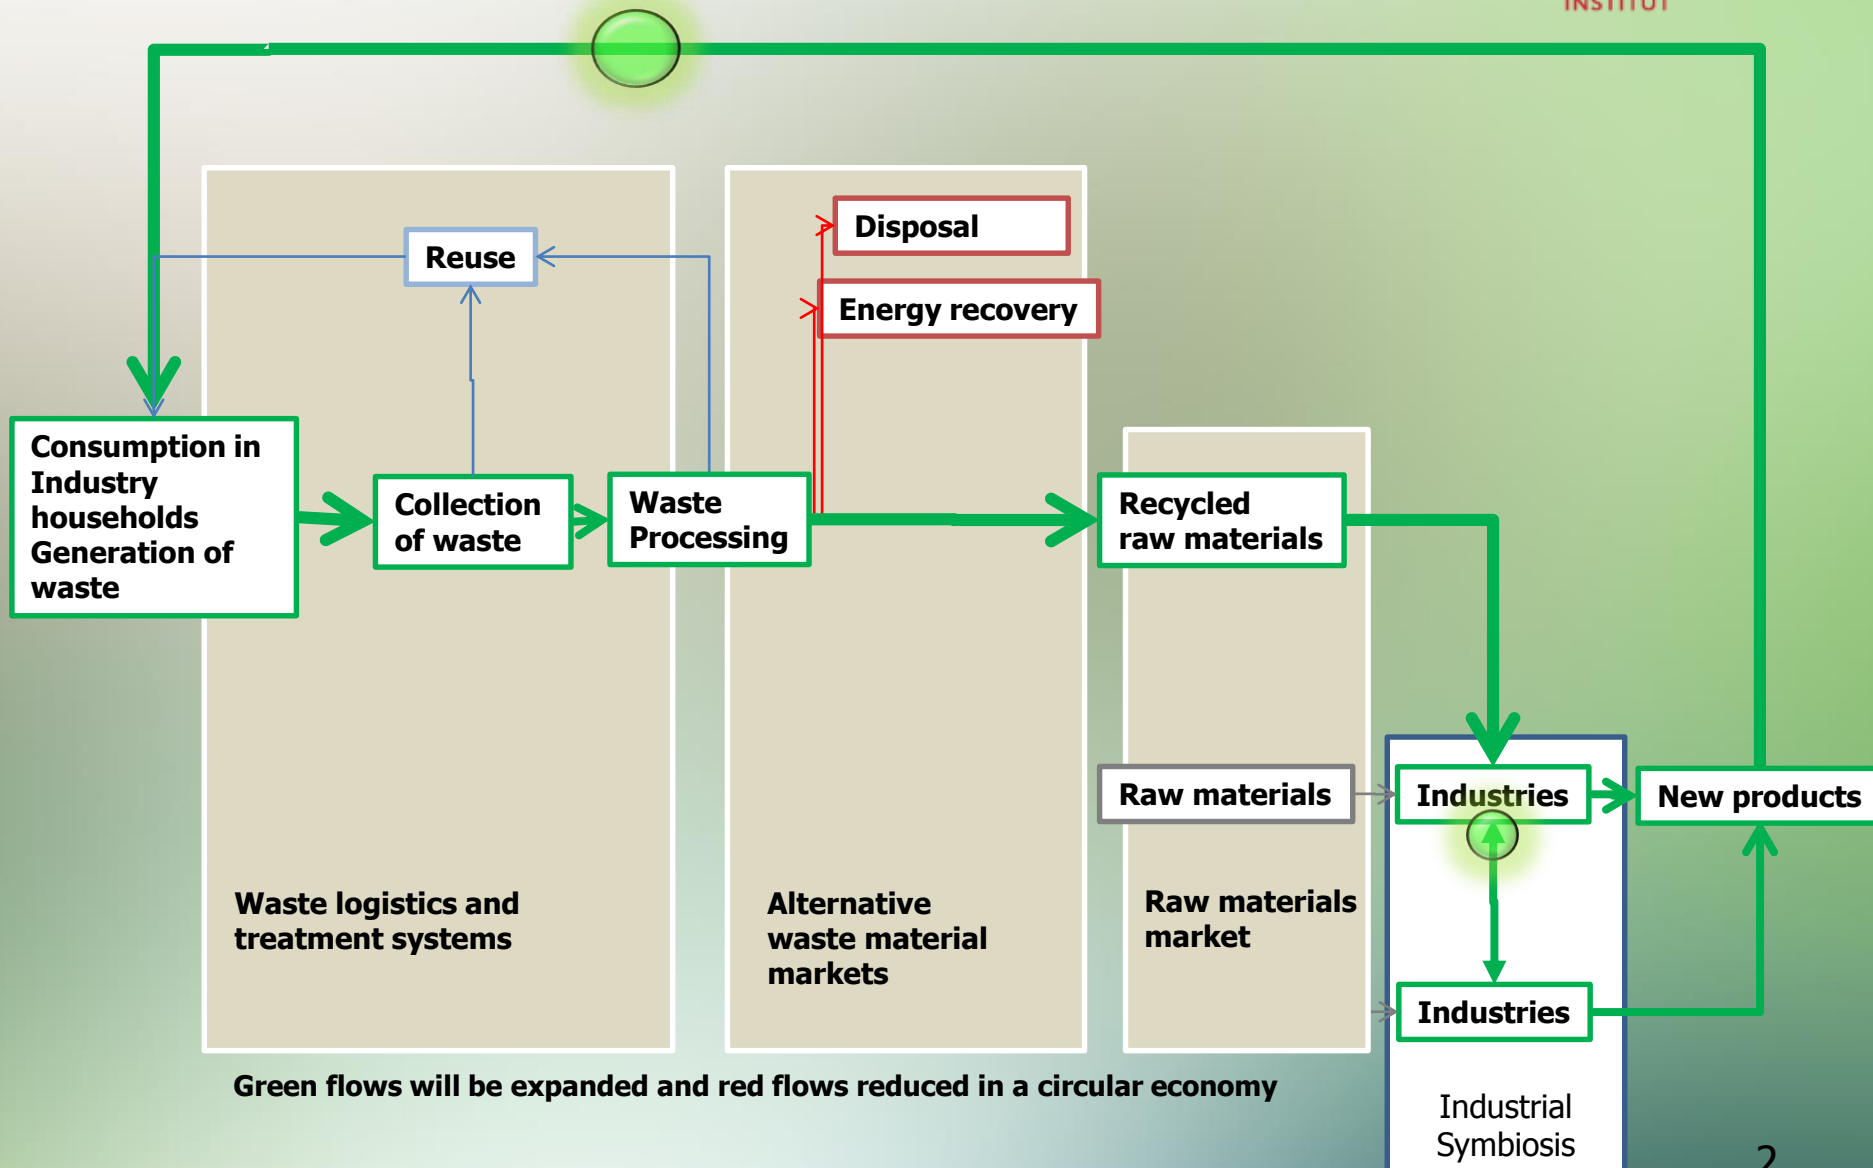 INSTITUT
Disposal
Reuse
Energy recovery
Consumption in
Industry
households
Generation of
waste
Collection
of waste
Waste
Processing
Recycled
raw materials
Raw materials
Industries
New products
Waste logistics and
treatment systems
Alternative
waste material
markets
Raw materials
market
Industries
Green flows will be expanded and red flows reduced in a circular economy
Industrial
Symbiosis
2